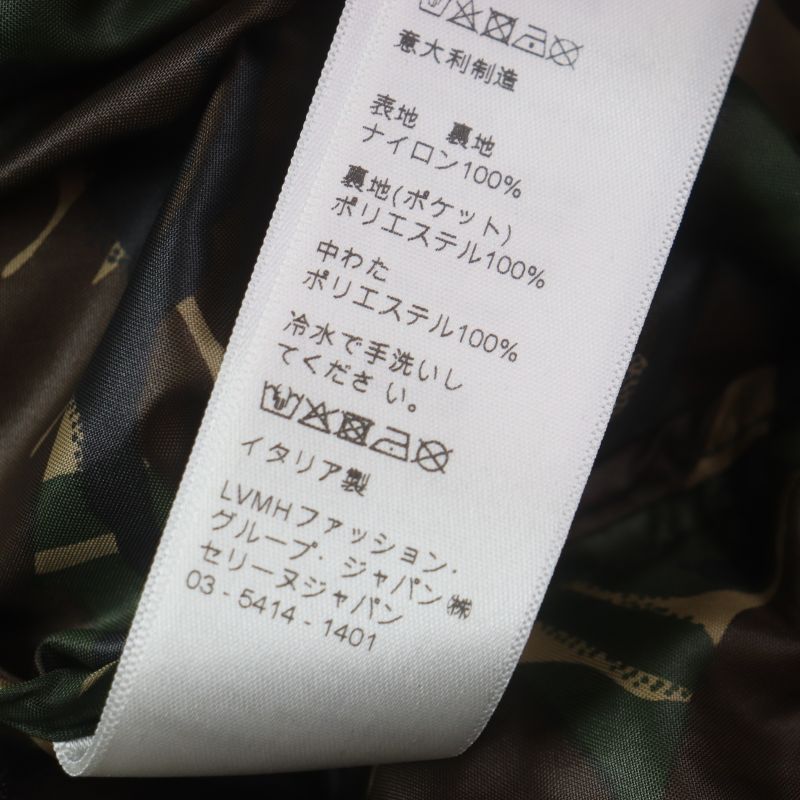 意大利制造
表地　裏地
ナイロン100%
裏地(ポケット)
ポリエステル100%
中わた
ポリエステル100%
冷水で手洗いし
てください。
イタリア製
LVMHファッション・
グループ・ジャパン㈱
セリーヌジャパン
03 - 5414 - 1401